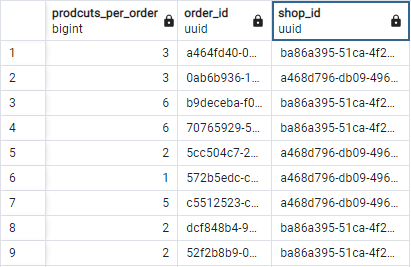 prodcuts_per_order order_id shop_id
bigint uuid uuid
1 3 a464fd40-0... ba86a395-51ca-4f2...
2 3 0ab6b936-1... a468d796-db09-496...
3 6 b9deceba-f0... ba86a395-51ca-4f2...
4 6 70765929-5... ba86a395-51ca-4f2...
5 2 5cc504c7-2... a468d796-db09-496...
6 1 572b5edc-c... a468d796-db09-496...
7 5 c5512523-c... a468d796-db09-496...
8 2 dcf848b4-9... ba86a395-51ca-4f2...
9 2 52f2b8b9-0... ba86a395-51ca-4f2...